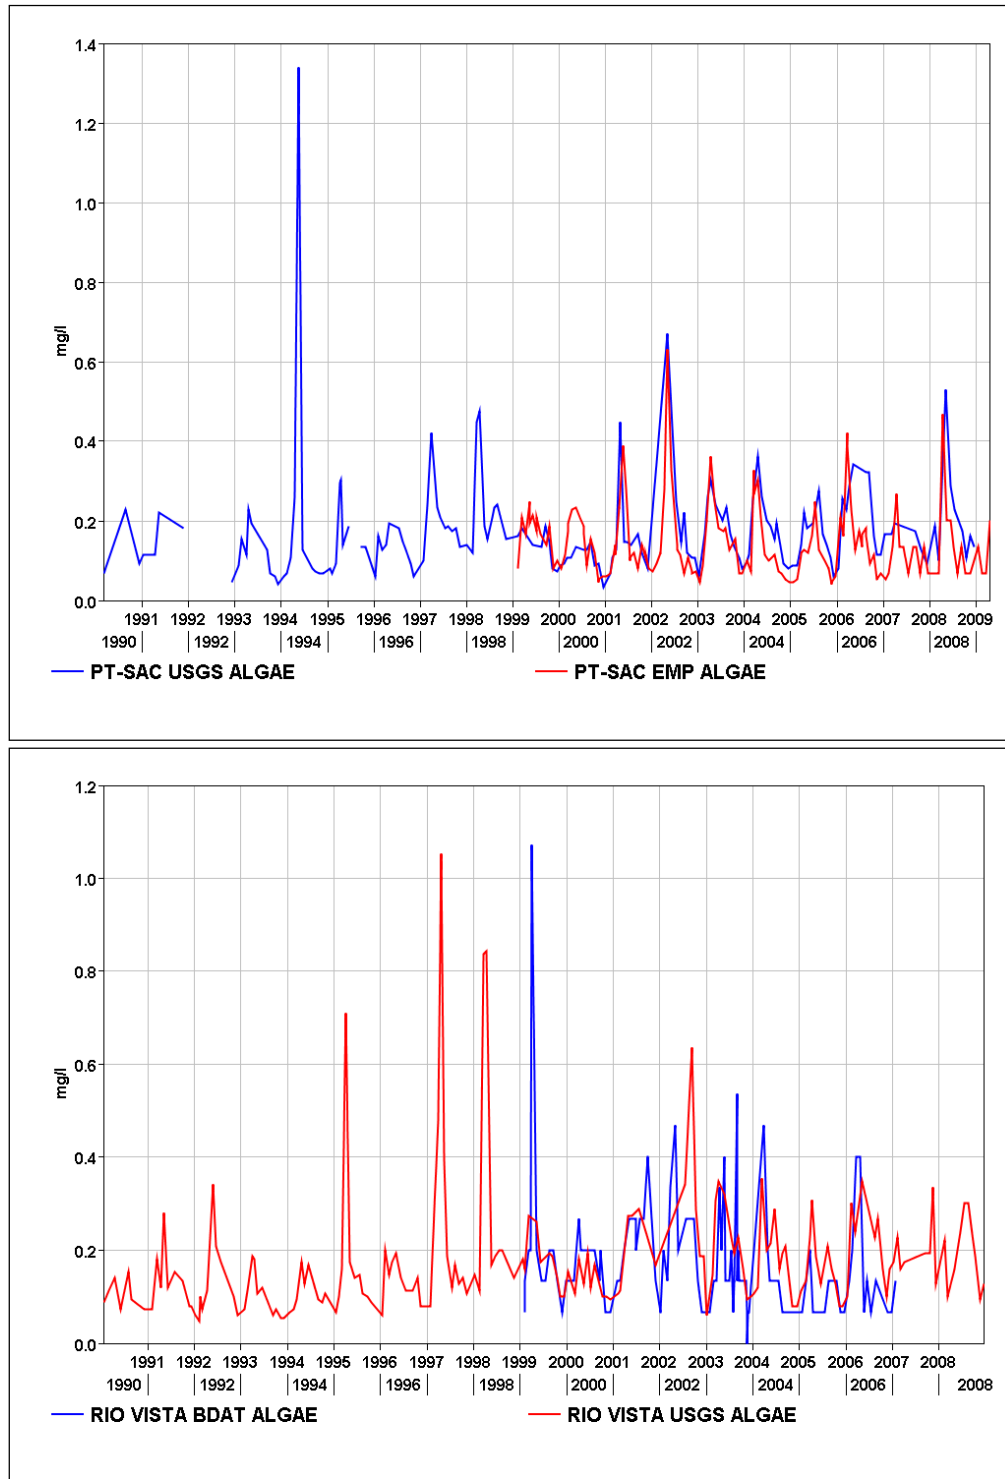 1.4
1.2
1.0
0.8
0.6
0.4
0.2
0.0
mg/l
1991 1992 1993 1994 1995 1996 1997 1998 1999 2000 2001 2002 2003 2004 2005 2006 2007 2008 2009
1990 1992 1994 1996 1998 2000 2002 2004 2006 2008
PT-SAC USGS ALGAE PT-SAC EMP ALGAE
1.2
1.0
0.8
0.6
0.4
0.2
0.0
mg/l
1991 1992 1993 1994 1995 1996 1997 1998 1999 2000 2001 2002 2003 2004 2005 2006 2007 2008
1990 1992 1994 1996 1998 2000 2002 2004 2006 2008
RIO VISTA BDAT ALGAE RIO VISTA USGS ALGAE